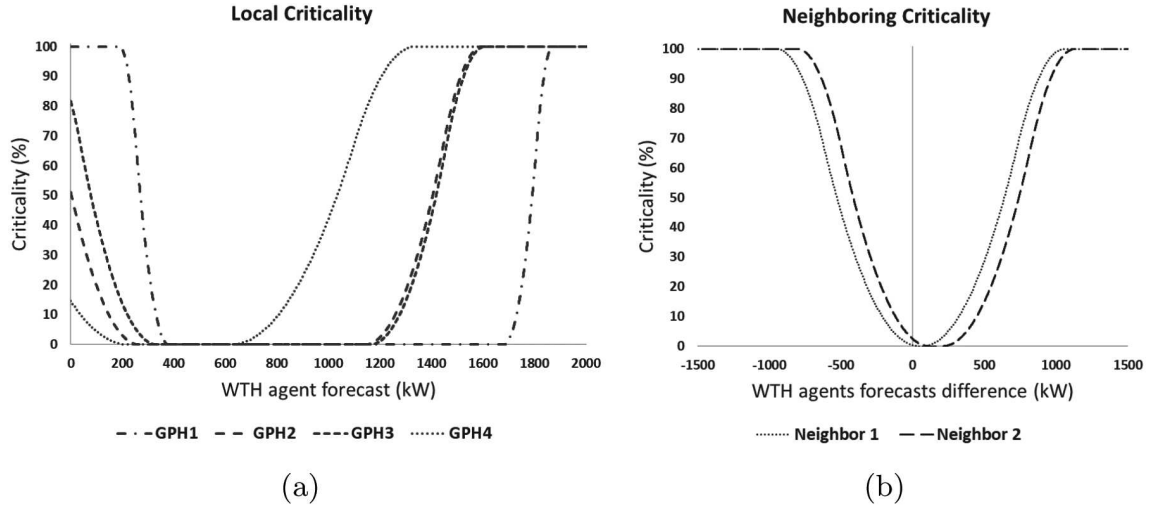 Local Criticality
100
90
80
70
60
50
40
30
20
10
0
Criticality (%)
0 200 400 600 800 1000 1200 1400 1600 1800 2000
WTH agent forecast (kW)
GPH1 GPH2 GPH3 GPH4
(a)
Neighboring Criticality
100
90
80
70
60
50
40
30
20
10
0
Criticality (%)
-1500 -1000 -500 0 500 1000 1500
WTH agents forecasts difference (kW)
Neighbor 1 Neighbor 2
(b)